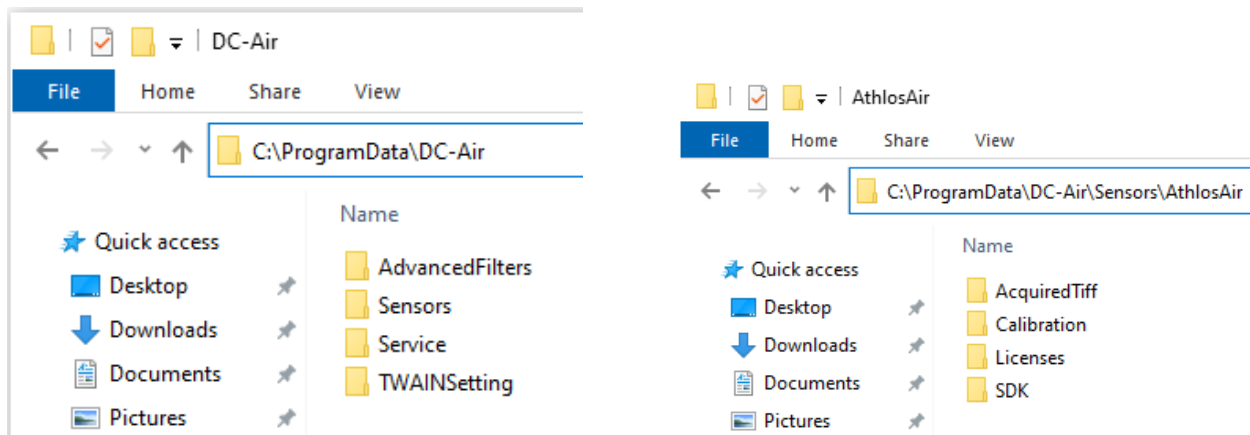 DC-Air
File Home Share View
C:\ProgramData\DC-Air
Name
Quick access
Desktop
Downloads
Documents
Pictures
AdvancedFilters
Sensors
Service
TWAINSetting
AthlosAir
File Home Share View
C:\ProgramData\DC-Air\Sensors\AthlosAir
Name
Quick access
Desktop
Downloads
Documents
Pictures
AcquiredTiff
Calibration
Licenses
SDK